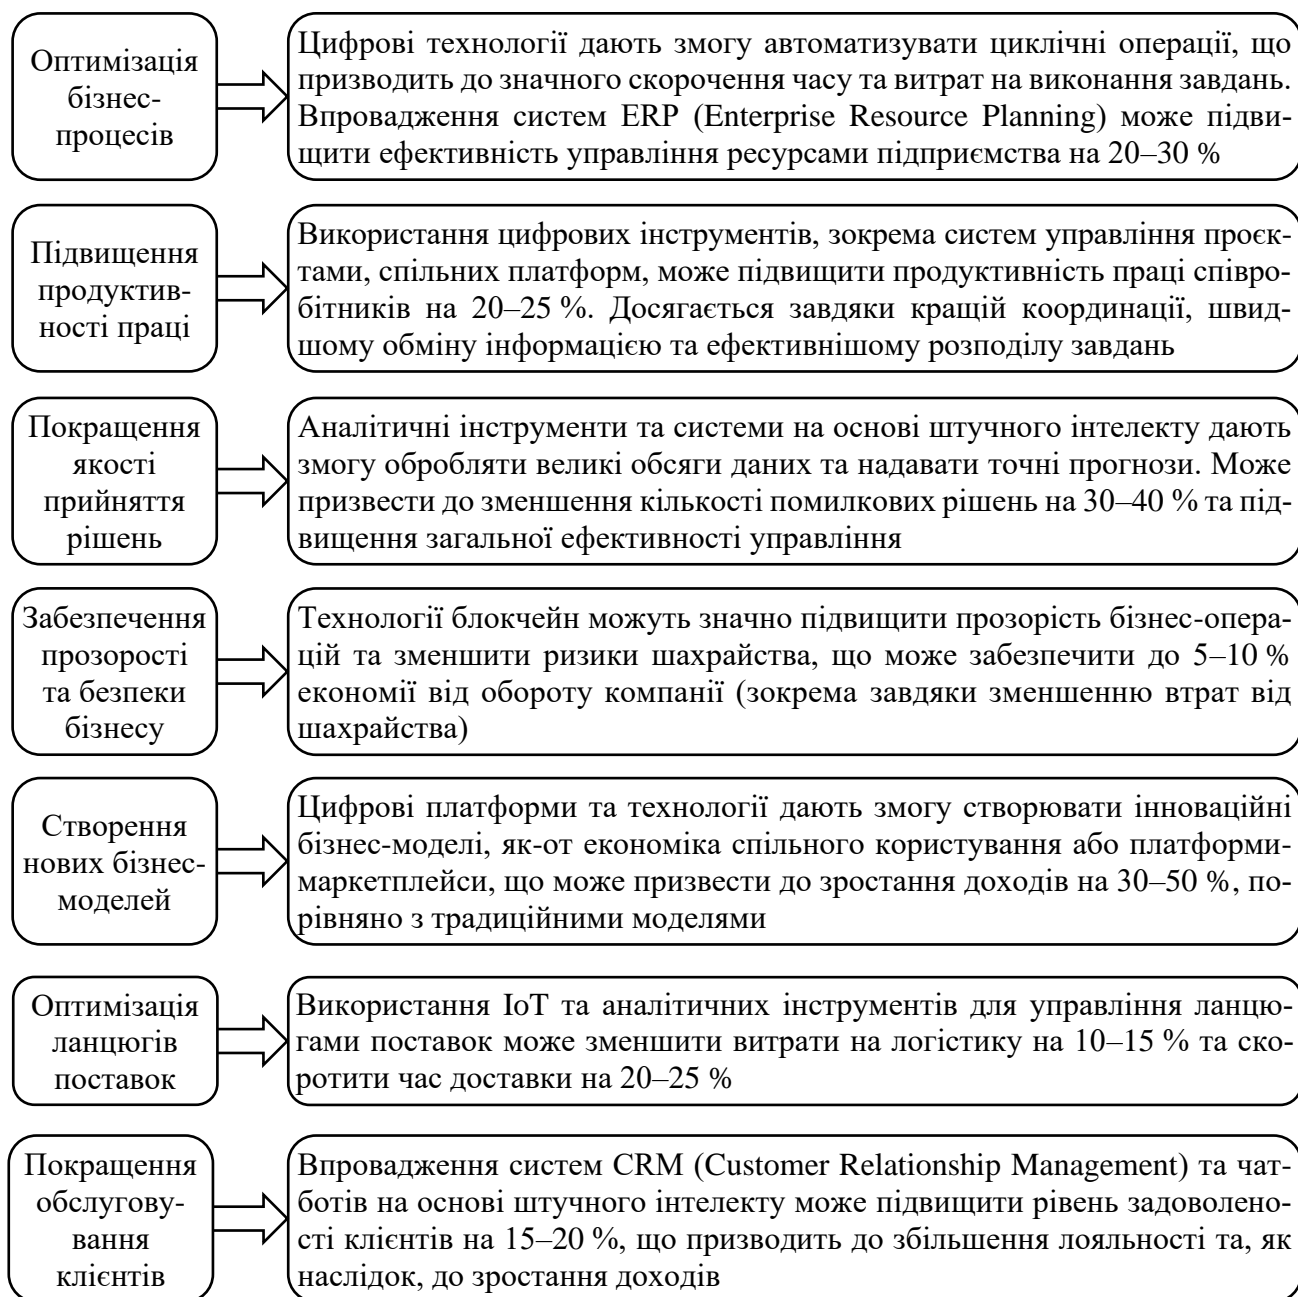 Оптимізація
бізнес-
процесів
Цифрові технології дають змогу автоматизувати циклічні операції, що
призводить до значного скорочення часу та витрат на виконання завдань.
Впровадження систем ERP (Enterprise Resource Planning) може підви-
щити ефективність управління ресурсами підприємства на 20–30 %
Підвищення
продуктив-
ності праці
Використання цифрових інструментів, зокрема систем управління проєк-
тами, спільних платформ, може підвищити продуктивність праці співро-
бітників на 20–25 %. Досягається завдяки кращій координації, швид-
шому обміну інформацією та ефективнішому розподілу завдань
Покращення
якості
прийняття
рішень
Аналітичні інструменти та системи на основі штучного інтелекту дають
змогу обробляти великі обсяги даних та надавати точні прогнози. Може
призвести до зменшення кількості помилкових рішень на 30–40 % та під-
вищення загальної ефективності управління
Забезпечення
прозорості
та безпеки
бізнесу
Технології блокчейн можуть значно підвищити прозорість бізнес-опера-
цій та зменшити ризики шахрайства, що може забезпечити до 5–10 %
економії від обороту компанії (зокрема завдяки зменшенню втрат від
шахрайства)
Створення
нових бізнес-
моделей
Цифрові платформи та технології дають змогу створювати інноваційні
бізнес-моделі, як-от економіка спільного користування або платформи-
маркетплейси, що може призвести до зростання доходів на 30–50 %, по-
рівняно з традиційними моделями
Оптимізація
ланцюгів
поставок
Використання IoT та аналітичних інструментів для управління ланцю-
гами поставок може зменшити витрати на логістику на 10–15 % та ско-
ротити час доставки на 20–25 %
Покращення
обслугову-
вання
клієнтів
Впровадження систем CRM (Customer Relationship Management) та чат-
ботів на основі штучного інтелекту може підвищити рівень задоволено-
сті клієнтів на 15–20 %, що призводить до збільшення лояльності та, як
наслідок, до зростання доходів